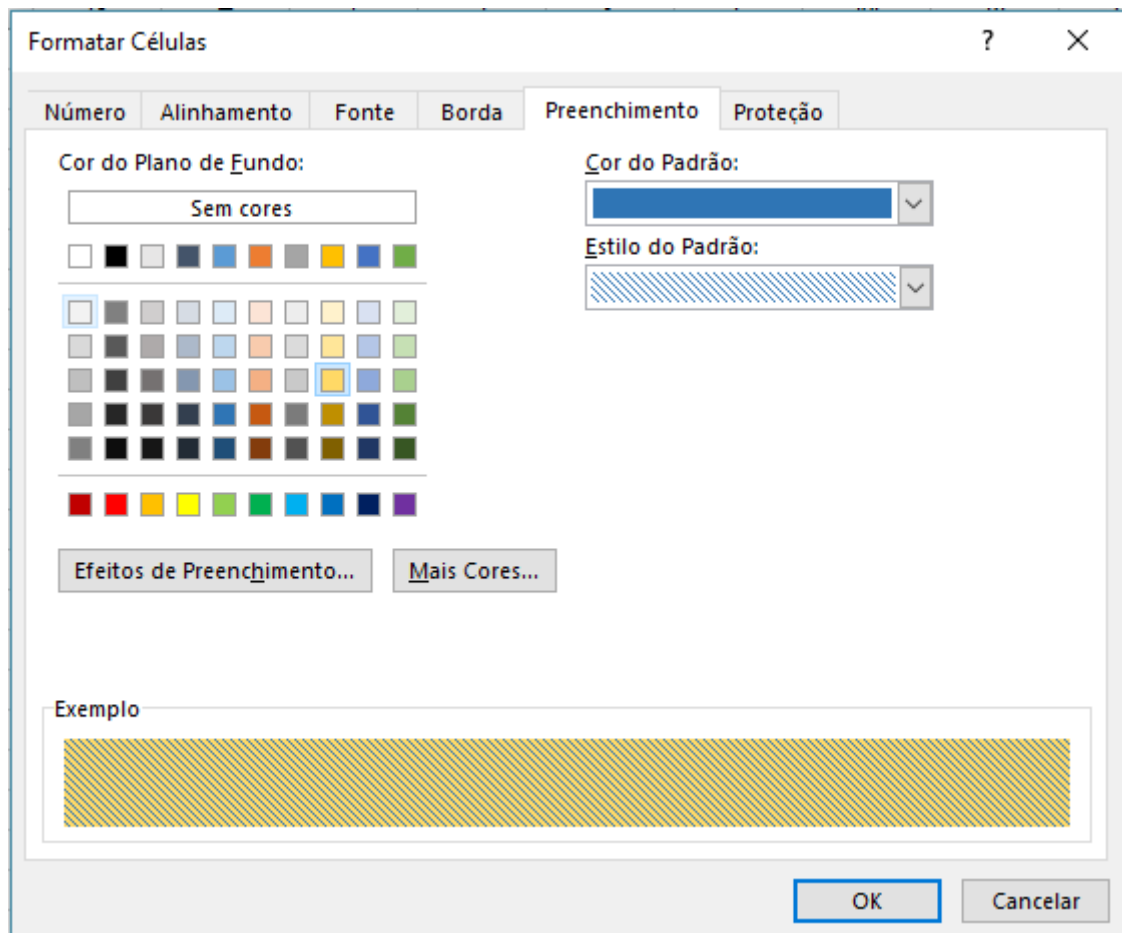 Formatar Células
?
Número Alinhamento Fonte Borda Preenchimento Proteção
Cor do Plano de Fundo:
Sem cores
Cor do Padrão:
Estilo do Padrão:
Efeitos de Preenchimento... Mais Cores...
Exemplo
OK Cancelar